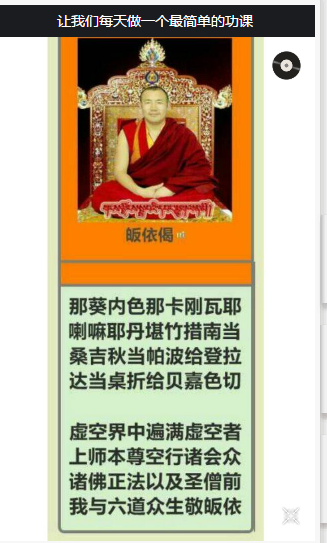 让我们每天做一个最简单的功课
皈依偈
那葵内色那卡刚瓦耶
喇嘛耶丹堪竹措南当
桑吉秋当帕波给登拉
达当桌折给贝嘉色切
虚空界中遍满虚空者
上师本尊空行诸会众
诸佛正法以及圣僧前
我与六道众生敬皈依